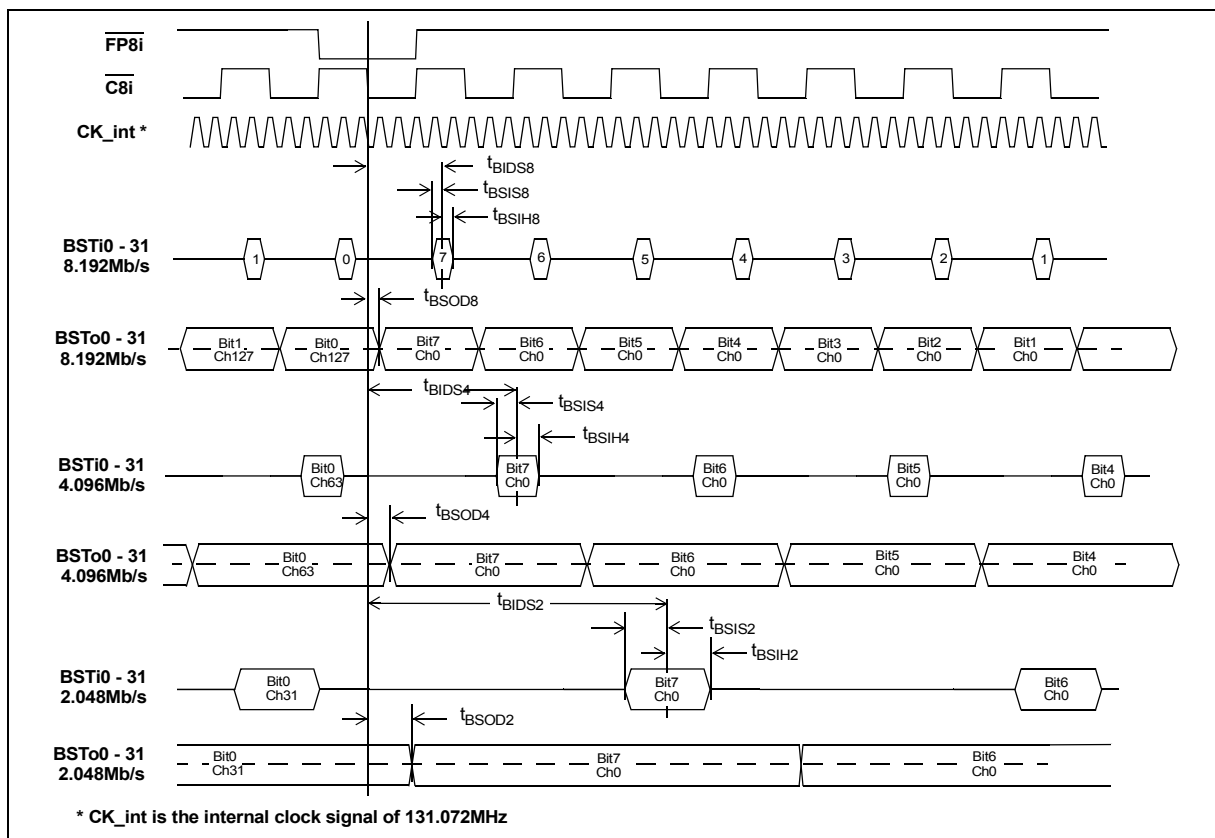 FP8i
C8i
CK_int *
tBIDS8
tBSIS8
tBSIH8
BSTi0 - 31
8.192Mb/s
1 0 7 6 5 4 3 2 1
tBSOD8
BSTo0 - 31
8.192Mb/s
Bit1 Ch127
Bit0 Ch127
Bit7 Ch0
Bit6 Ch0
Bit5 Ch0
Bit4 Ch0
Bit3 Ch0
Bit2 Ch0
Bit1 Ch0
tBIDS4
tBSIS4
tBSIH4
BSTi0 - 31
4.096Mb/s
Bit0 Ch63
Bit7 Ch0
Bit6 Ch0
Bit5 Ch0
Bit4 Ch0
tBSOD4
BSTo0 - 31
4.096Mb/s
Bit0 Ch63
Bit7 Ch0
Bit6 Ch0
Bit5 Ch0
Bit4 Ch0
tBIDS2
tBSIS2
tBSIH2
BSTi0 - 31
2.048Mb/s
Bit0 Ch31
Bit7 Ch0
Bit6 Ch0
tBSOD2
BSTo0 - 31
2.048Mb/s
Bit0 Ch31
Bit7 Ch0
Bit6 Ch0
* CK_int is the internal clock signal of 131.072MHz